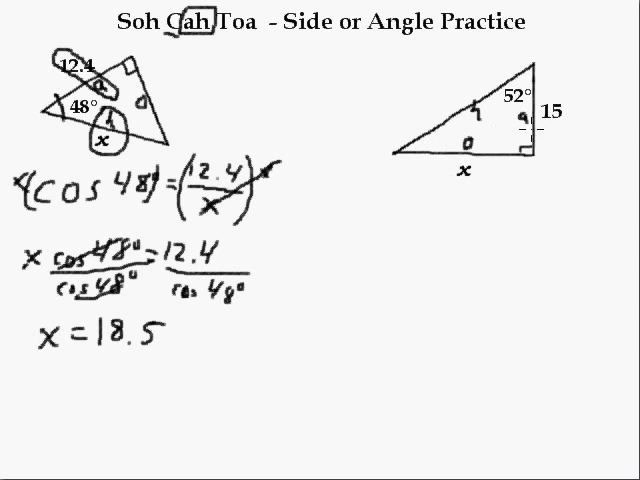 Soh Cah Toa - Side or Angle Practice
12.4
a
48°
o
h
x
x(cos 48°) = (12.4/x) x
x cos 48° = 12.4
cos 48° cos 48°
x = 18.5
52°
15
h
a
o
x